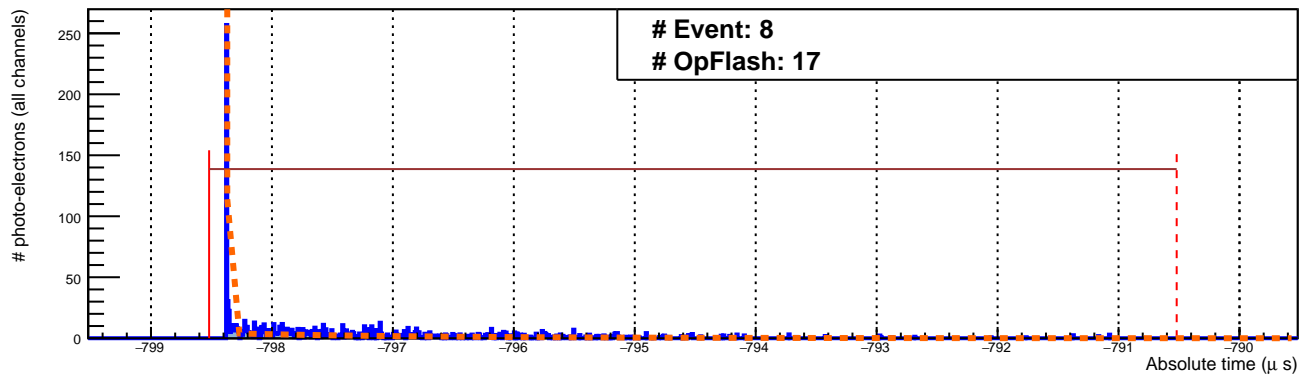 # Event: 8
# OpFlash: 17
# photo-electrons (all channels)
250
200
150
100
50
0
−799 −798 −797 −796 −795 −794 −793 −792 −791 −790
Absolute time (μ s)